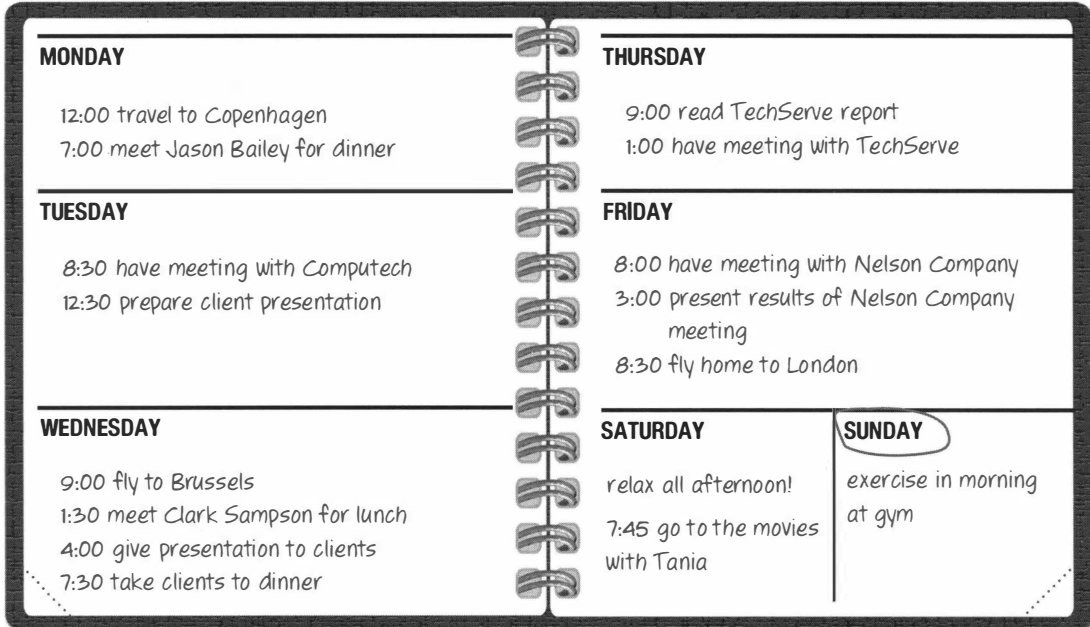 MONDAY
12:00 travel to Copenhagen
7:00 meet Jason Bailey for dinner
TUESDAY
8:30 have meeting with Computech
12:30 prepare client presentation
WEDNESDAY
9:00 fly to Brussels
1:30 meet Clark Sampson for lunch
4:00 give presentation to clients
7:30 take clients to dinner
THURSDAY
9:00 read TechServe report
1:00 have meeting with TechServe
FRIDAY
8:00 have meeting with Nelson Company
3:00 present results of Nelson Company
meeting
8:30 fly home to London
SATURDAY
relax all afternoon!
7:45 go to the movies
with Tania
SUNDAY
exercise in morning
at gym